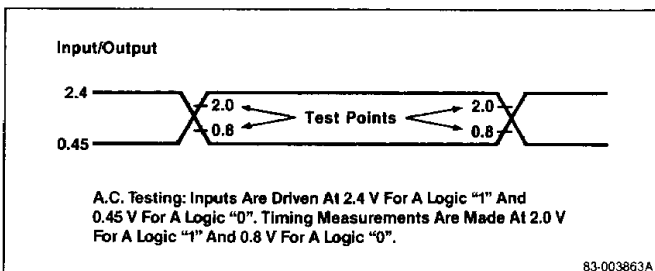 Input/Output
2.4
2.0 2.0
Test Points
0.8 0.8
0.45
A.C. Testing: Inputs Are Driven At 2.4 V For A Logic “1” And
0.45 V For A Logic “0”. Timing Measurements Are Made At 2.0 V
For A Logic “1” And 0.8 V For A Logic “0”.
83-003863A